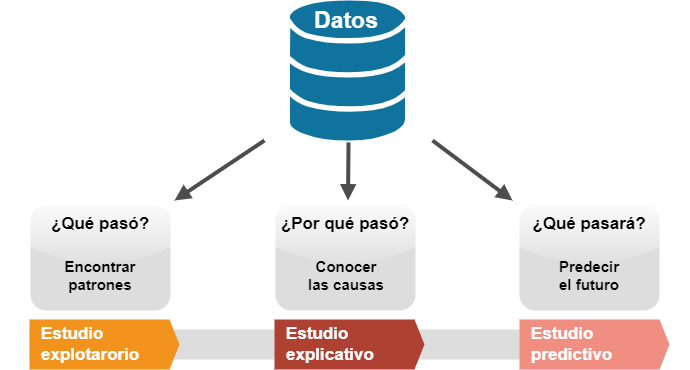 Datos
¿Qué pasó?
Encontrar
patrones
Estudio
explotarorio
¿Por qué pasó?
Conocer
las causas
Estudio
explicativo
¿Qué pasará?
Predecir
el futuro
Estudio
predictivo